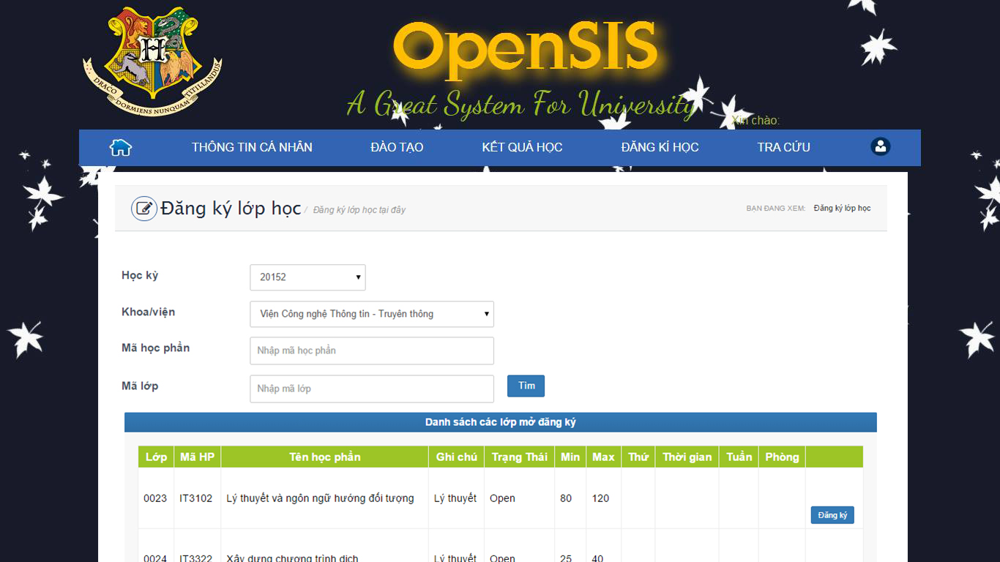 OpenSIS
A Great System For University
DRACO DORMIENS NUNQUAM TITILLANDUS
H
Xin chào:
THÔNG TIN CÁ NHÂN ĐÀO TẠO KẾT QUẢ HỌC ĐĂNG KÍ HỌC TRA CỨU
Đăng ký lớp học / Đăng ký lớp học tại đây BẠN ĐANG XEM: Đăng ký lớp học
Học kỳ 20152
Khoa/viện Viện Công nghệ Thông tin - Truyên thông
Mã học phần Nhập mã học phần
Mã lớp Nhập mã lớp Tìm
Danh sách các lớp mở đăng ký
Lớp Mã HP Tên học phần Ghi chú Trạng Thái Min Max Thứ Thời gian Tuần Phòng
0023 IT3102 Lý thuyết và ngôn ngữ hướng đối tượng Lý thuyết Open 80 120
Đăng ký
0024 IT3322 Xây dựng chương trình dịch Lý thuyết Open 25 40